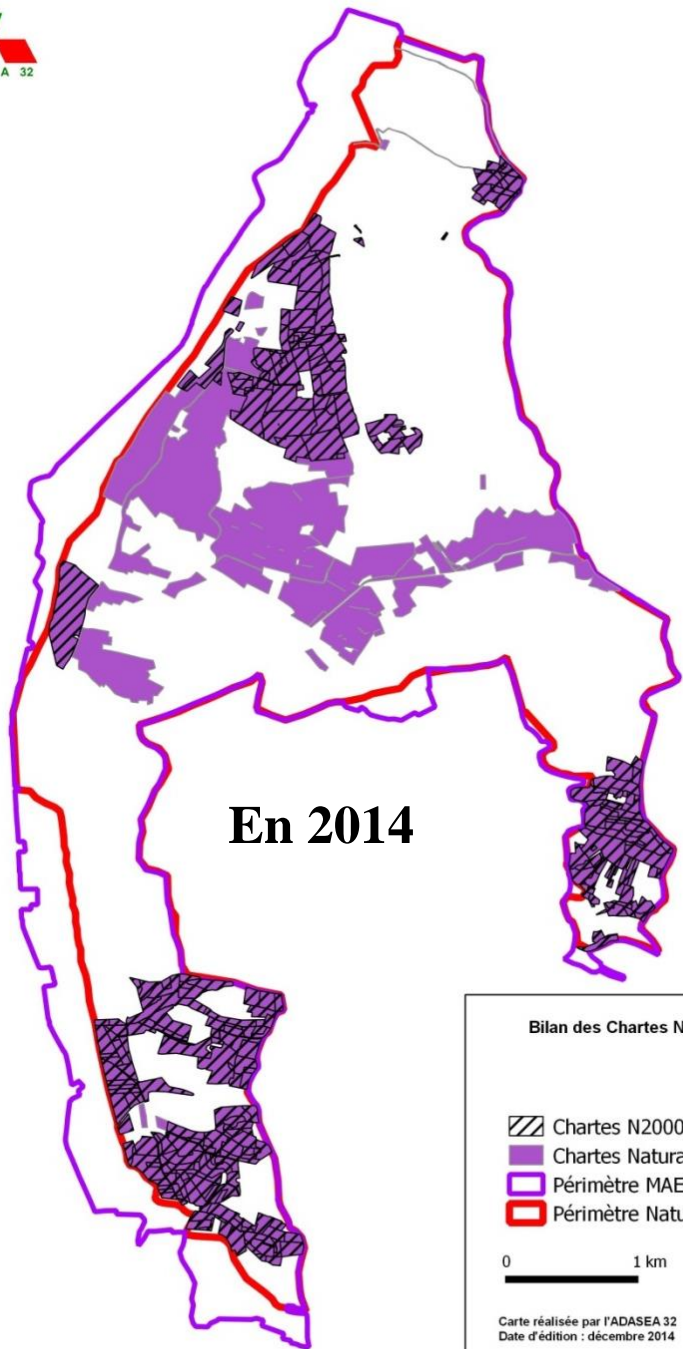 A 32
En 2014
Bilan des Chartes N
Chartes N2000
Chartes Natura
Périmètre MAE
Périmètre Natu
0 1 km
Carte réalisée par l'ADASEA 32
Date d'édition : décembre 2014